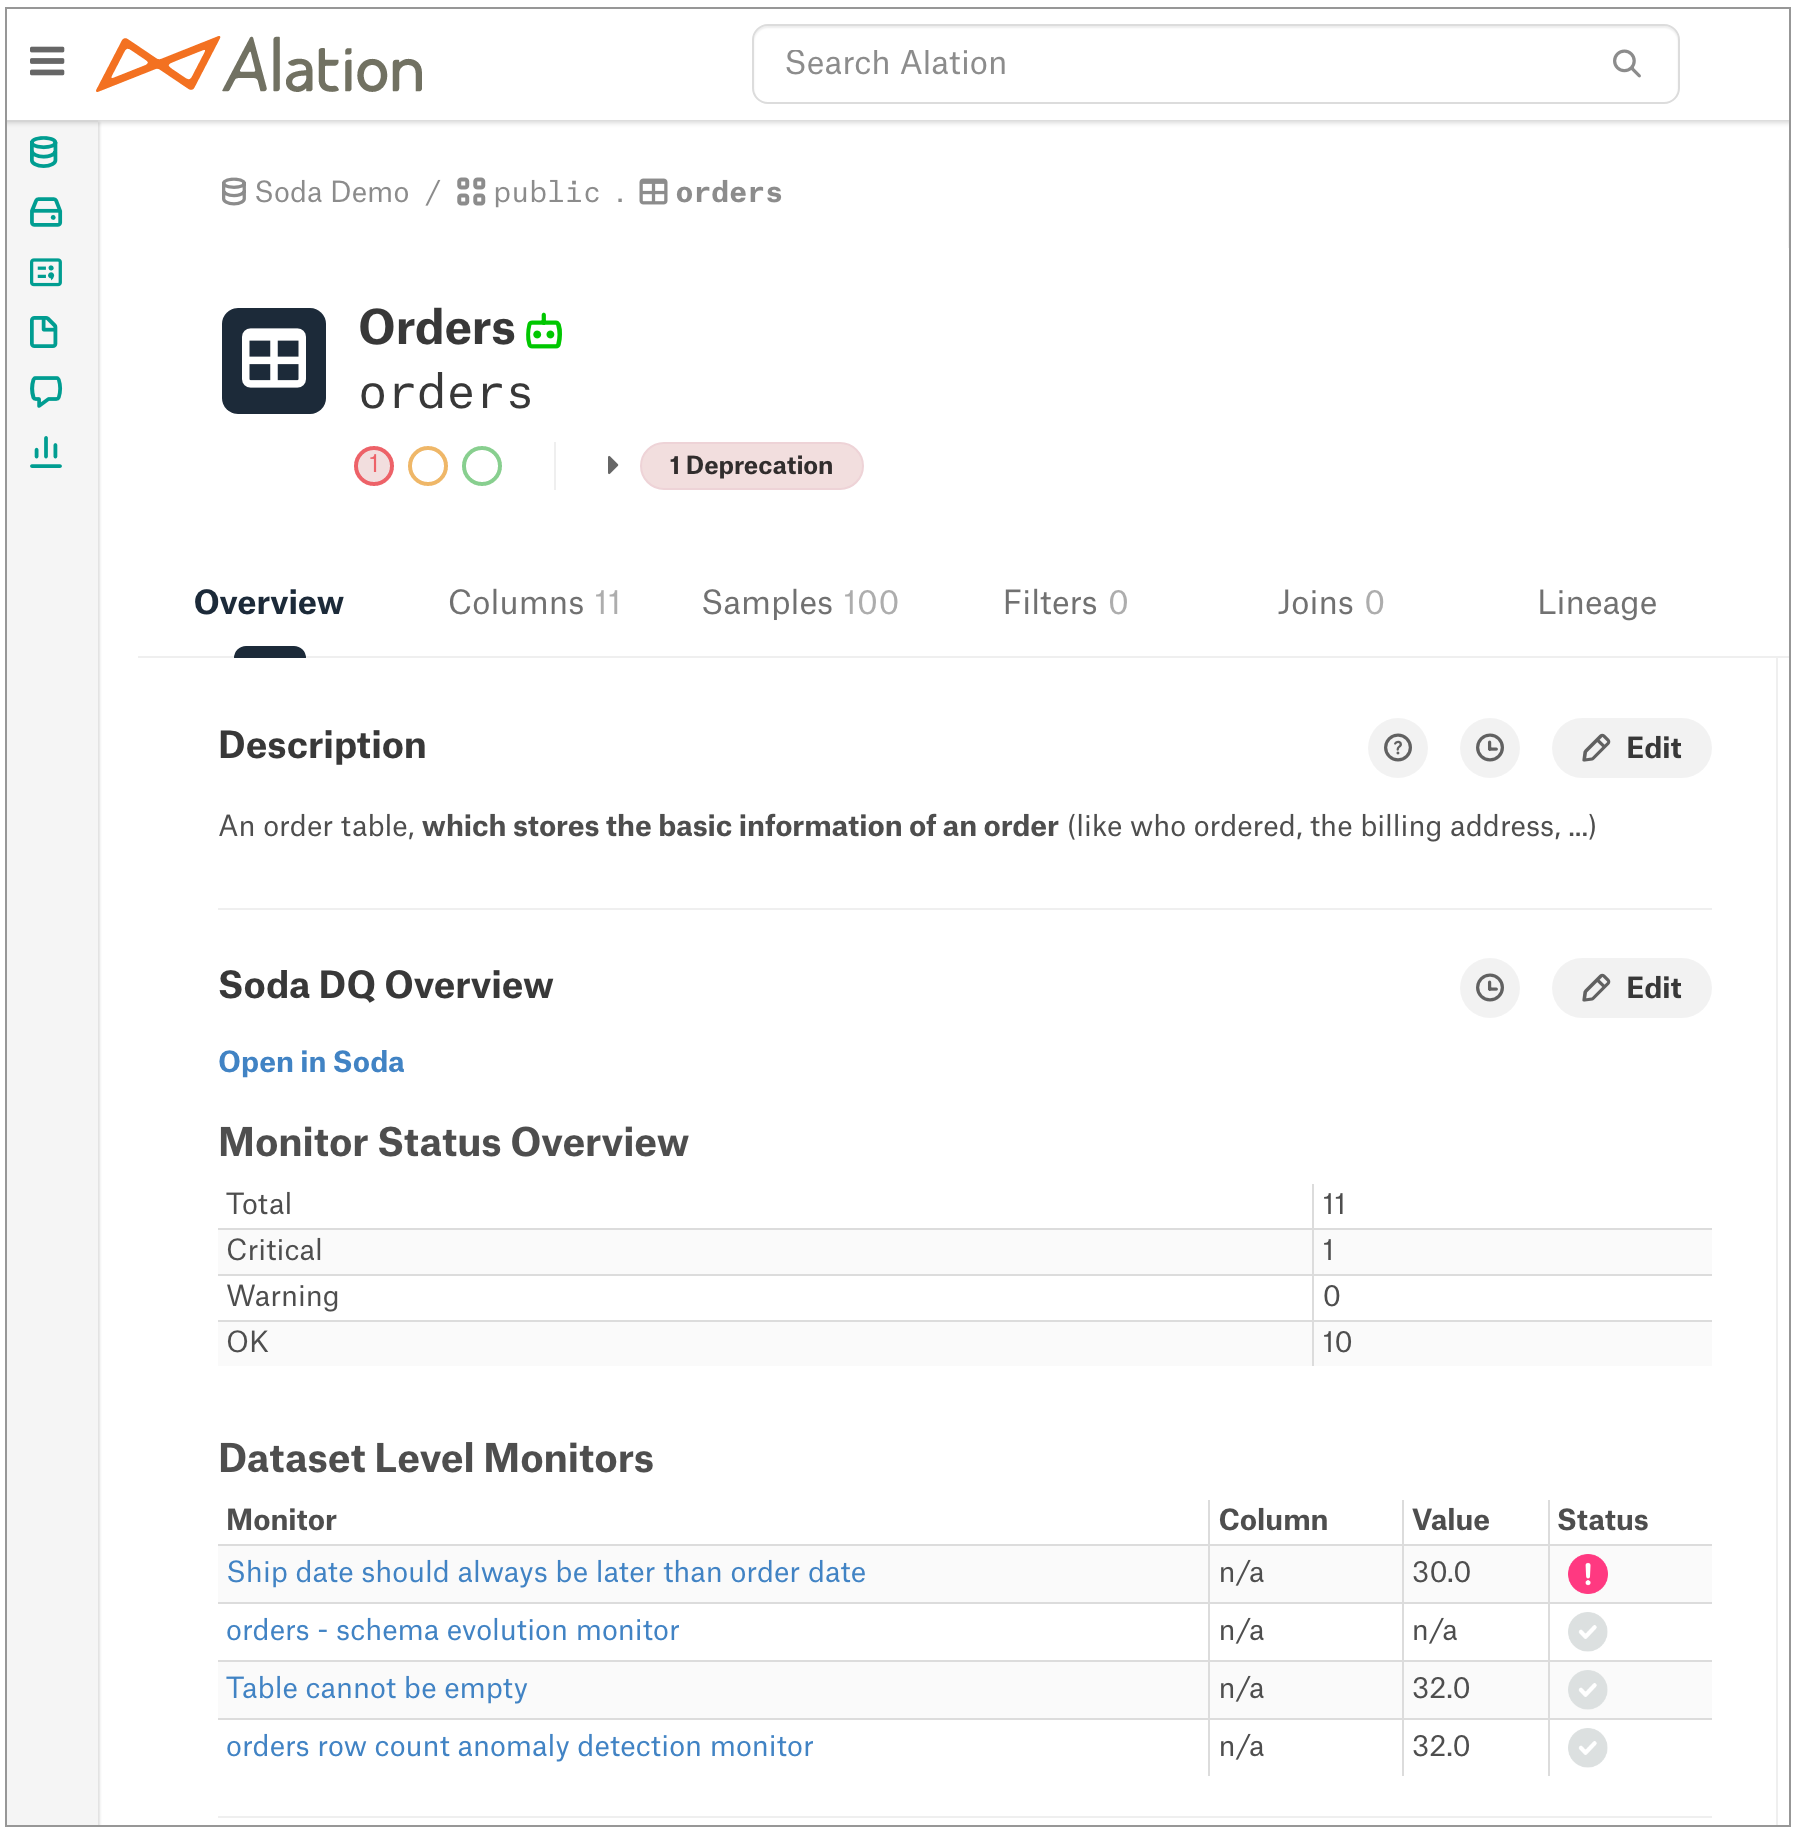 Alation
Search Alation
Soda Demo / public . orders
Orders
orders
1
1 Deprecation
Overview Columns 11 Samples 100 Filters 0 Joins 0 Lineage
Description
Edit
An order table, which stores the basic information of an order (like who ordered, the billing address, ...)
Soda DQ Overview
Edit
Open in Soda
Monitor Status Overview
Total 11
Critical 1
Warning 0
OK 10
Dataset Level Monitors
Monitor Column Value Status
Ship date should always be later than order date n/a 30.0
orders - schema evolution monitor n/a n/a
Table cannot be empty n/a 32.0
orders row count anomaly detection monitor n/a 32.0